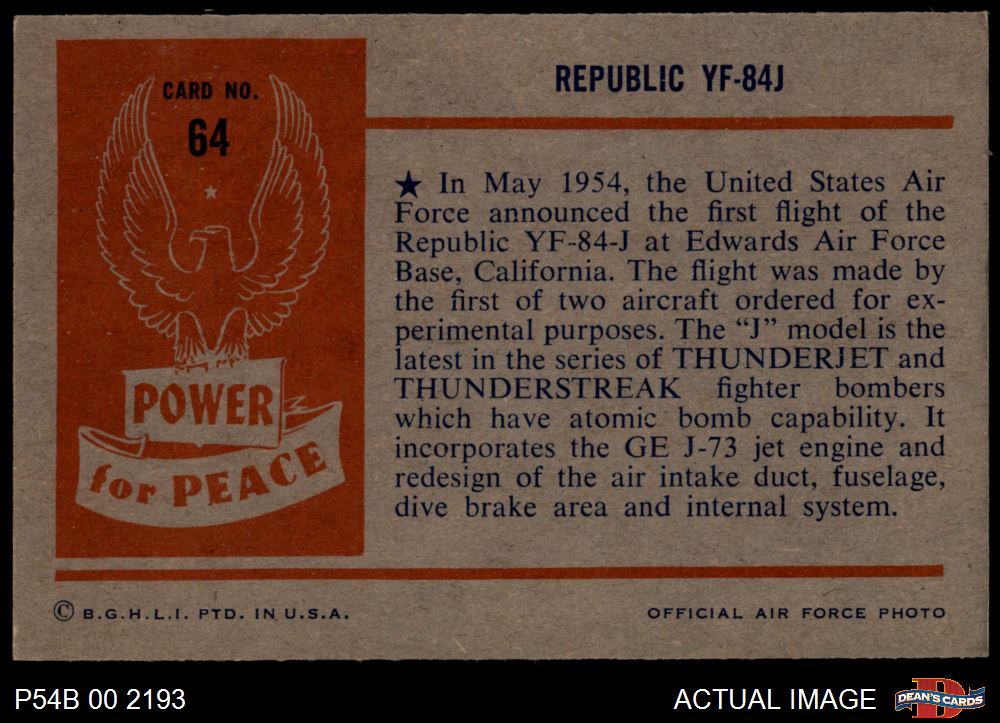 CARD NO.
64
POWER
for PEACE
REPUBLIC YF-84J
★ In May 1954, the United States Air
Force announced the first flight of the
Republic YF-84-J at Edwards Air Force
Base, California. The flight was made by
the first of two aircraft ordered for ex-
perimental purposes. The “J” model is the
latest in the series of THUNDERJET and
THUNDERSTREAK fighter bombers
which have atomic bomb capability. It
incorporates the GE J-73 jet engine and
redesign of the air intake duct, fuselage,
dive brake area and internal system.
© B.G.H.L.I. PTD. IN U.S.A.
OFFICIAL AIR FORCE PHOTO
P54B 00 2193
ACTUAL IMAGE
DEAN'S CARDS